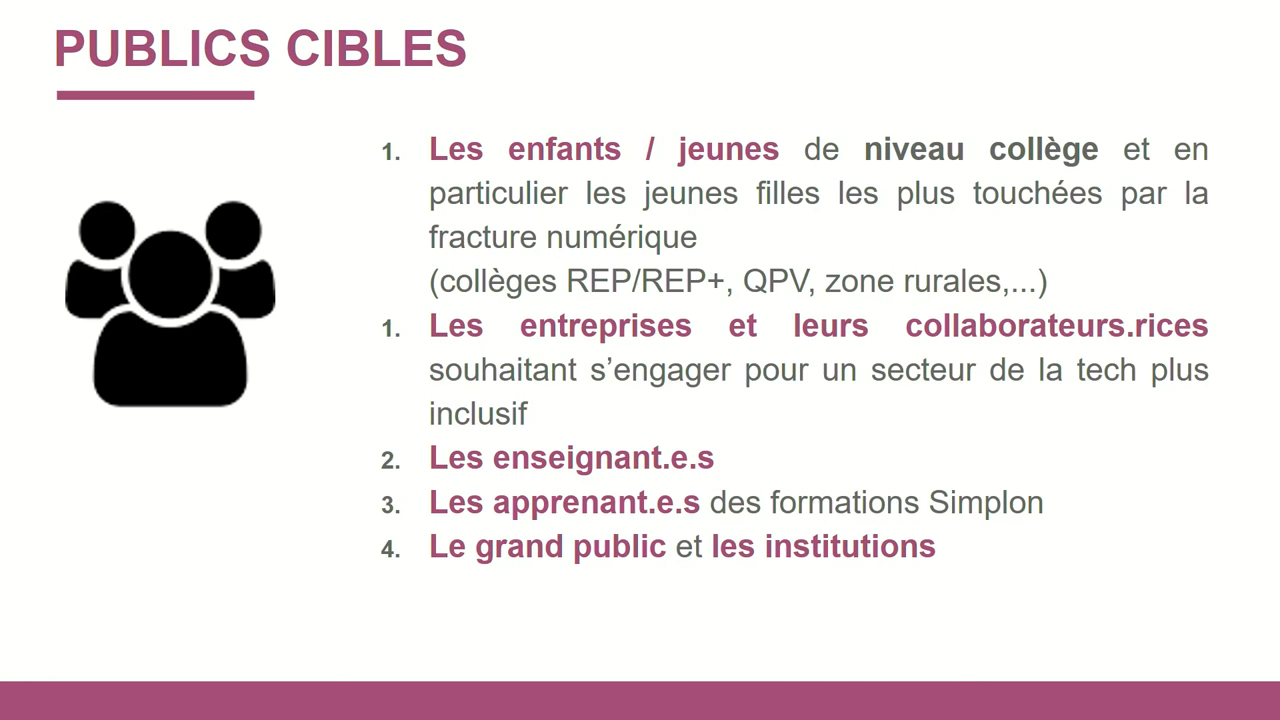 PUBLICS CIBLES
1. Les enfants / jeunes de niveau collège et en
particulier les jeunes filles les plus touchées par la
fracture numérique
(collèges REP/REP+, QPV, zone rurales,...)
1. Les entreprises et leurs collaborateurs.rices
souhaitant s’engager pour un secteur de la tech plus
inclusif
2. Les enseignant.e.s
3. Les apprenant.e.s des formations Simplon
4. Le grand public et les institutions